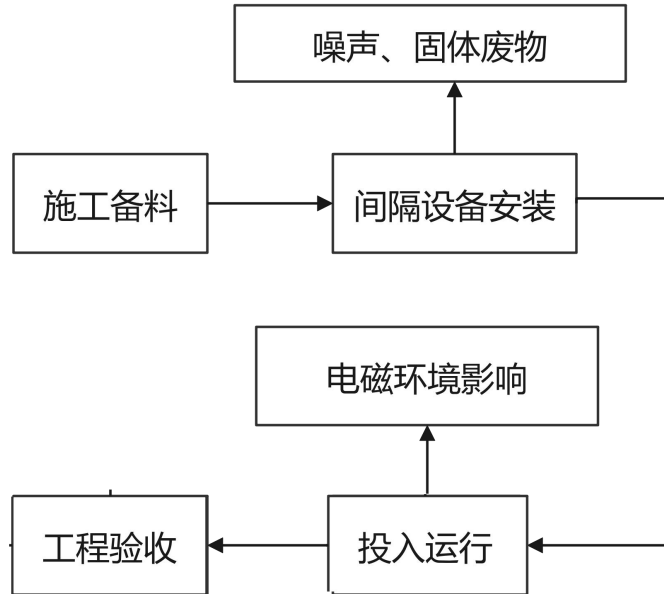 噪声、固体废物
施工备料
间隔设备安装
电磁环境影响
工程验收
投入运行